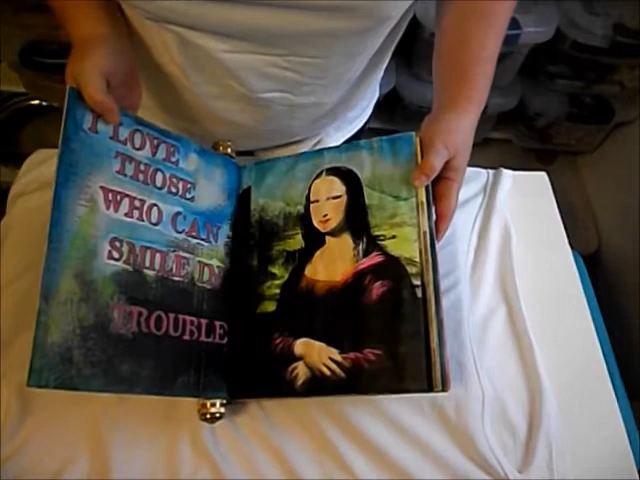 I LOVE
THOSE
WHO CAN
SMILE IN
TROUBLE